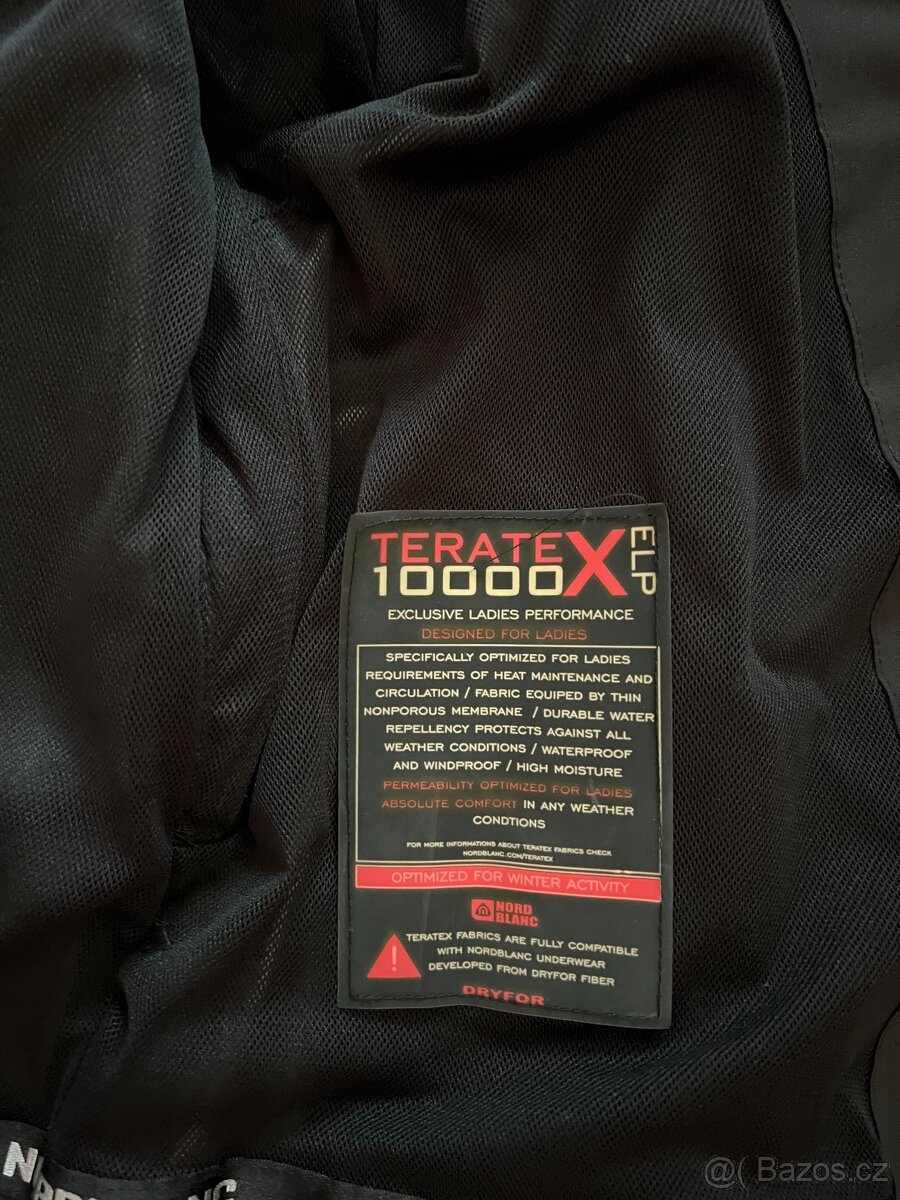 TERATEX
10000
ELP
EXCLUSIVE LADIES PERFORMANCE
DESIGNED FOR LADIES
SPECIFICALLY OPTIMIZED FOR LADIES
REQUIREMENTS OF HEAT MAINTENANCE AND
CIRCULATION / FABRIC EQUIPED BY THIN
NONPOROUS MEMBRANE / DURABLE WATER
REPELLENCY PROTECTS AGAINST ALL
WEATHER CONDITIONS / WATERPROOF
AND WINDPROOF / HIGH MOISTURE
PERMEABILITY OPTIMIZED FOR LADIES
ABSOLUTE COMFORT IN ANY WEATHER
CONDTIONS
FOR MORE INFORMATIONS ABOUT TERATEX FABRICS CHECK
NORDBLANC.COM/TERATEX
OPTIMIZED FOR WINTER ACTIVITY
NORD
BLANC
!
TERATEX FABRICS ARE FULLY COMPATIBLE
WITH NORDBLANC UNDERWEAR
DEVELOPED FROM DRYFOR FIBER
DRYFOR
@( Bazos.cz